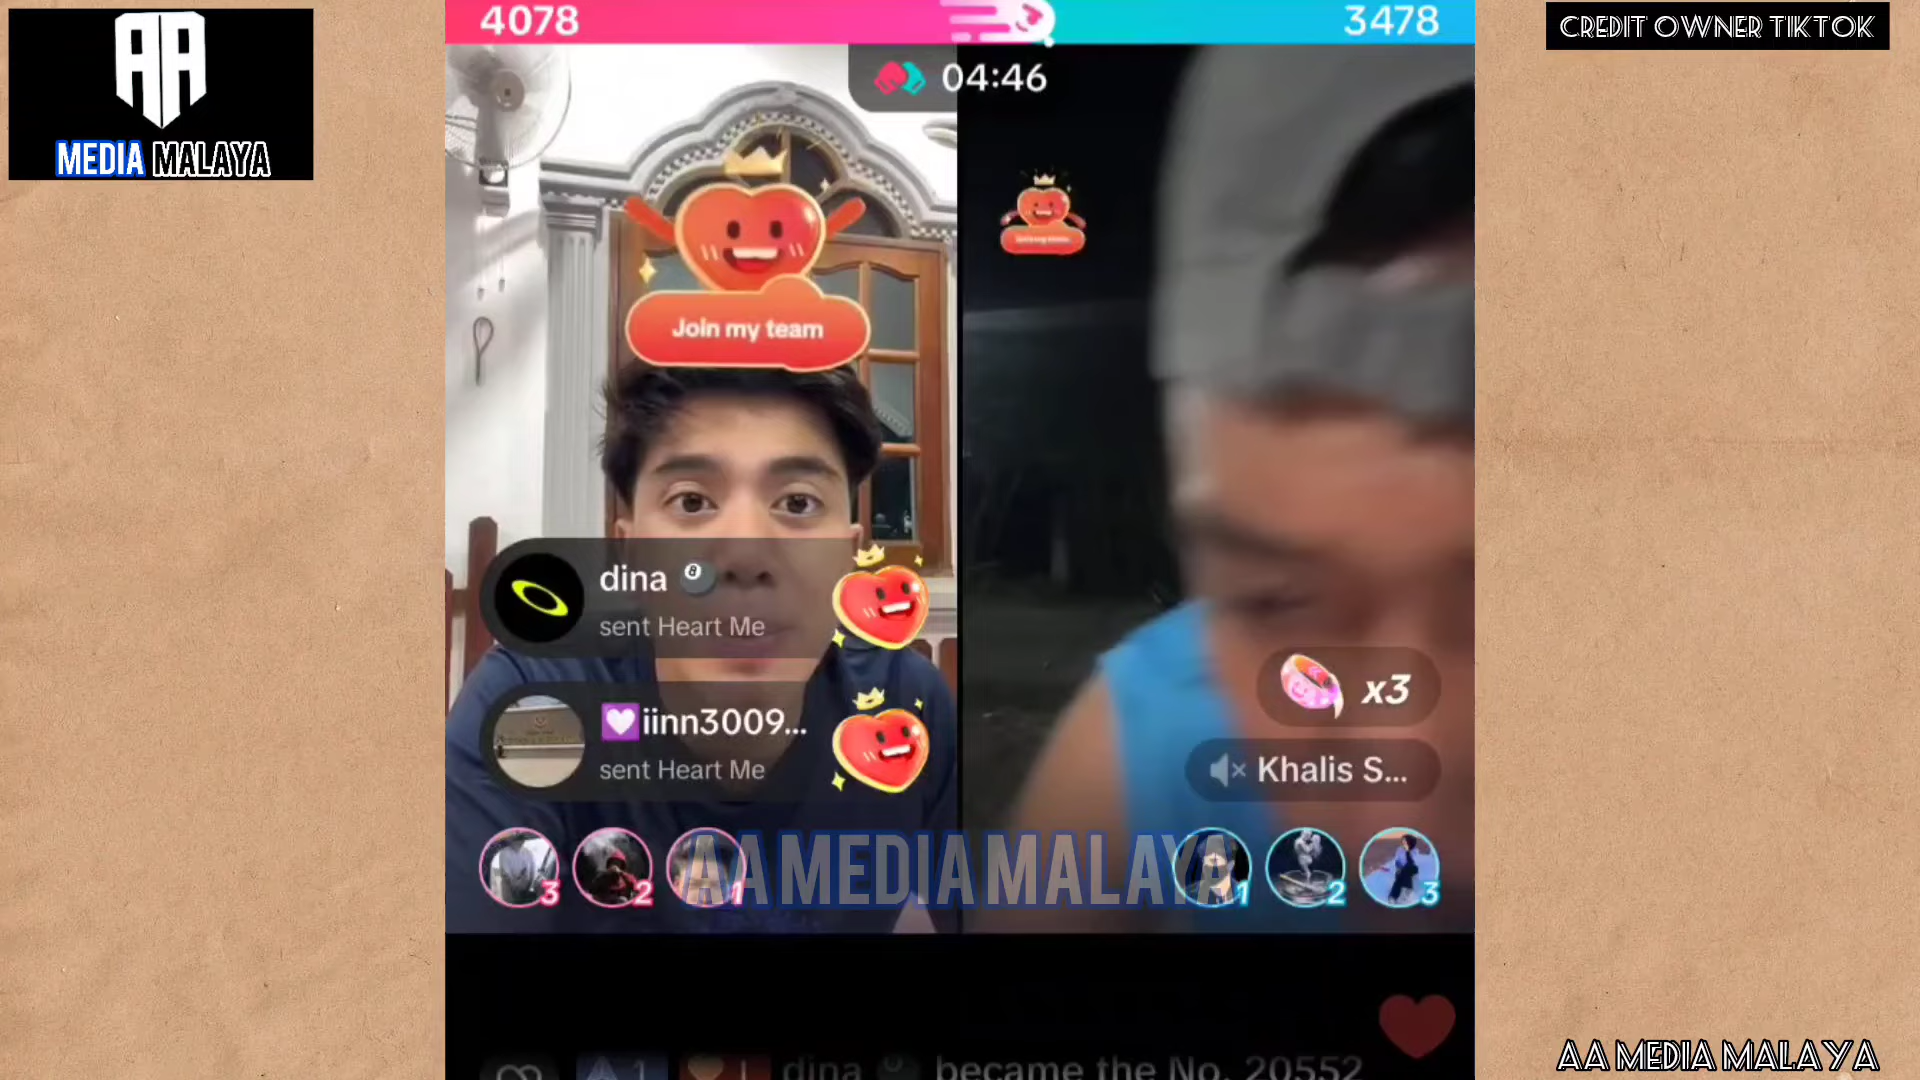 4078
3478
CREDIT OWNER TIKTOK
AA
MEDIA MALAYA
04:46
Join my team
dina
sent Heart Me
iinn3009...
sent Heart Me
x3
Khalis S...
3
2
1
AA MEDIA MALAYA
1
2
3
1
dina became the No. 20552
AA MEDIA MALAYA